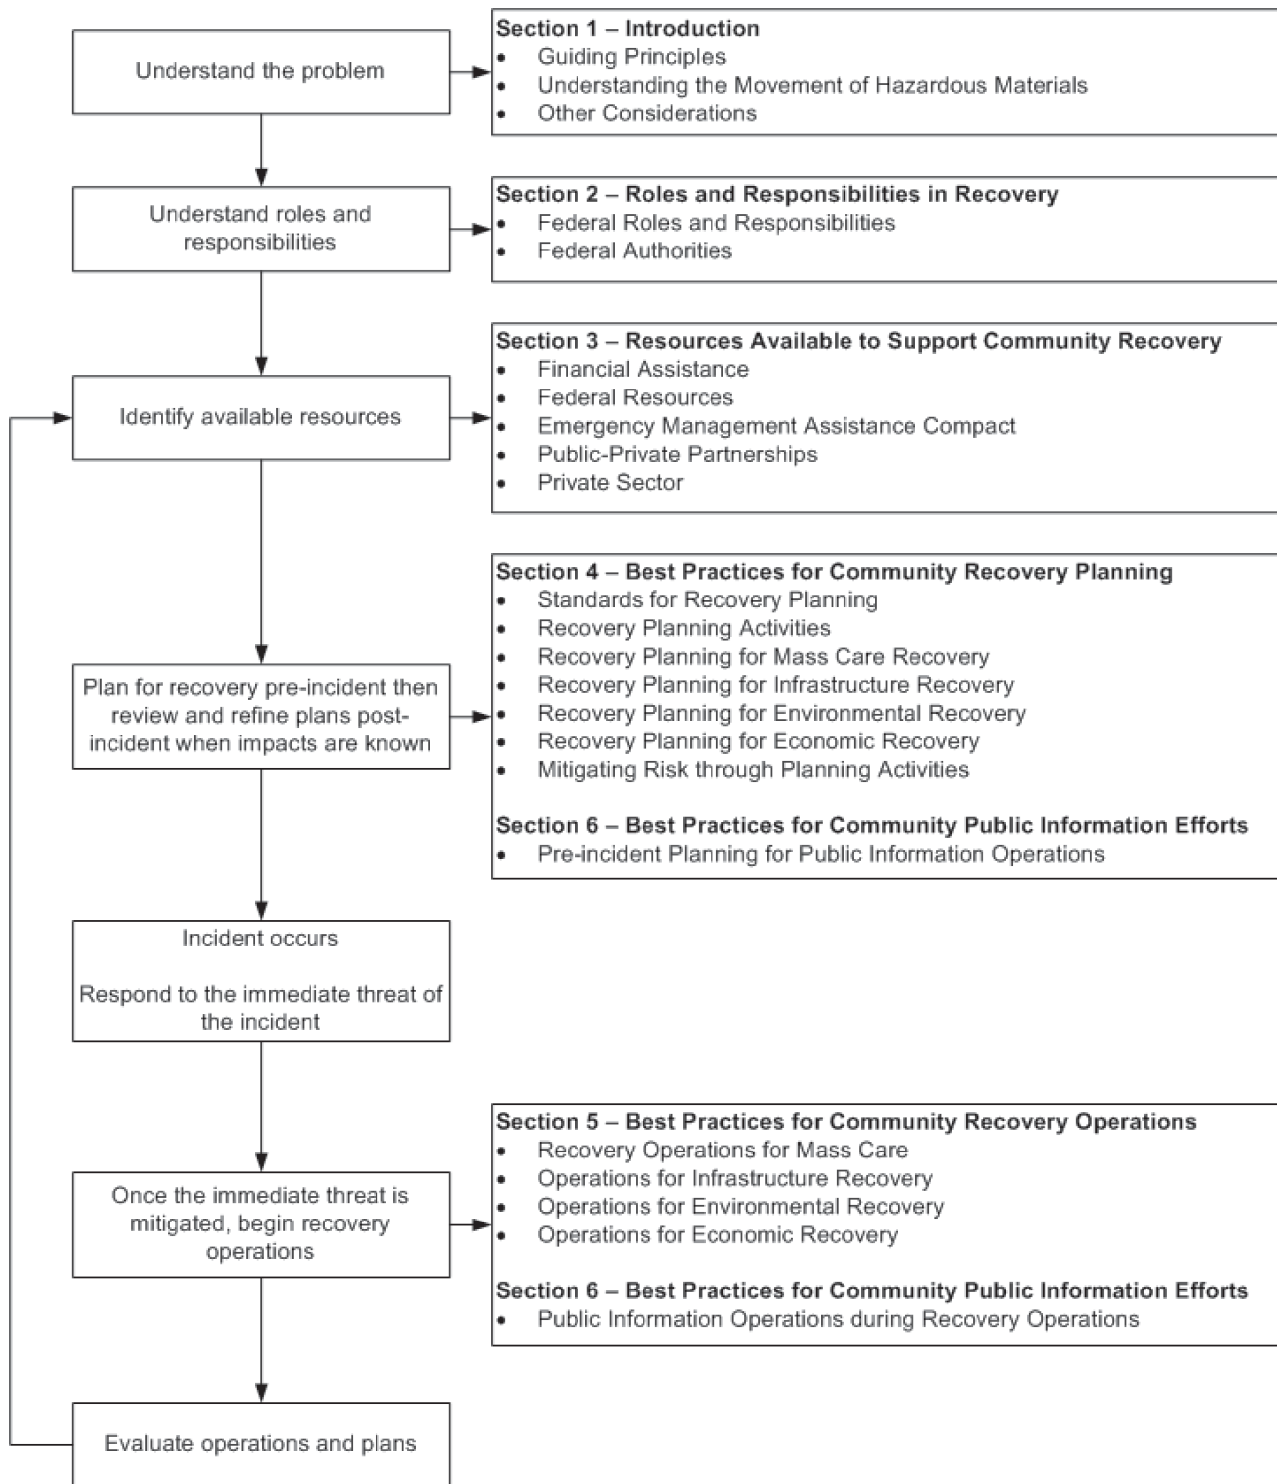 Understand the problem
Section 1 – Introduction
• Guiding Principles
• Understanding the Movement of Hazardous Materials
• Other Considerations
Understand roles and
responsibilities
Section 2 – Roles and Responsibilities in Recovery
• Federal Roles and Responsibilities
• Federal Authorities
Identify available resources
Section 3 – Resources Available to Support Community Recovery
• Financial Assistance
• Federal Resources
• Emergency Management Assistance Compact
• Public-Private Partnerships
• Private Sector
Plan for recovery pre-incident then
review and refine plans post-
incident when impacts are known
Section 4 – Best Practices for Community Recovery Planning
• Standards for Recovery Planning
• Recovery Planning Activities
• Recovery Planning for Mass Care Recovery
• Recovery Planning for Infrastructure Recovery
• Recovery Planning for Environmental Recovery
• Recovery Planning for Economic Recovery
• Mitigating Risk through Planning Activities
Section 6 – Best Practices for Community Public Information Efforts
• Pre-incident Planning for Public Information Operations
Incident occurs
Respond to the immediate threat of
the incident
Once the immediate threat is
mitigated, begin recovery
operations
Section 5 – Best Practices for Community Recovery Operations
• Recovery Operations for Mass Care
• Operations for Infrastructure Recovery
• Operations for Environmental Recovery
• Operations for Economic Recovery
Section 6 – Best Practices for Community Public Information Efforts
• Public Information Operations during Recovery Operations
Evaluate operations and plans